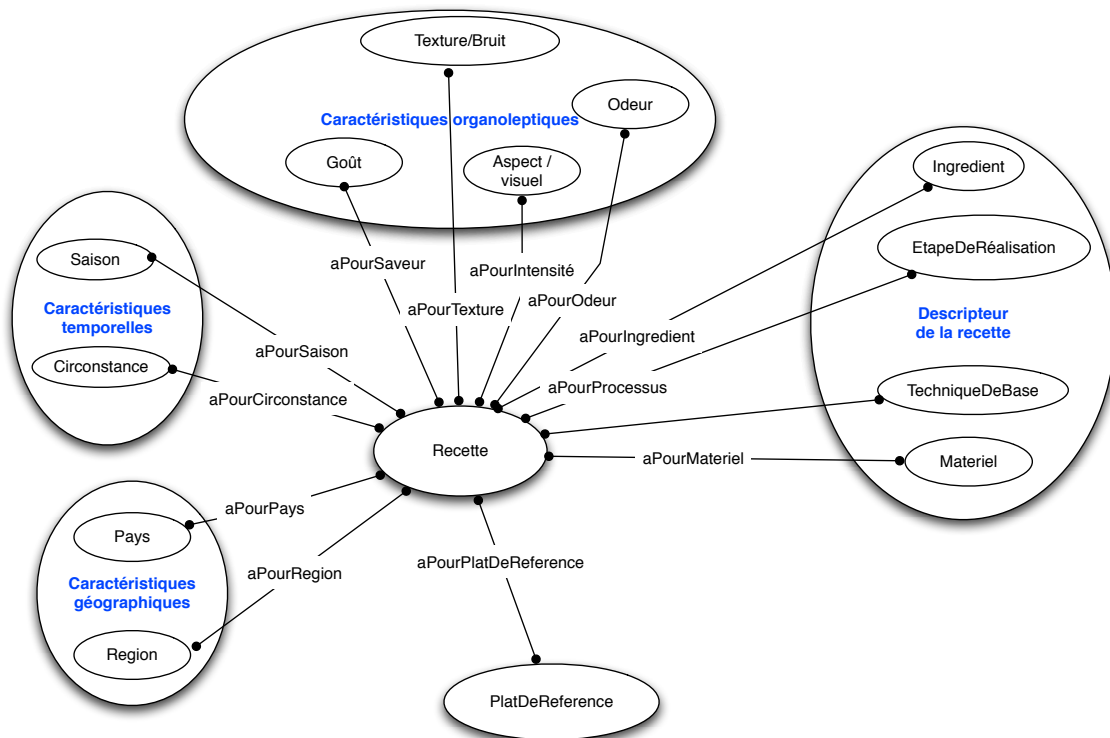 Texture/Bruit
Odeur
Caractéristiques organoleptiques
Goût
Aspect /
visuel
Ingredient
EtapeDeRéalisation
Saison
aPourSaveur
aPourIntensité
aPourOdeur
Caractéristiques
temporelles
aPourTexture
Descripteur
de la recette
aPourIngredient
aPourSaison
Circonstance
aPourProcessus
TechniqueDeBase
aPourCirconstance
Recette
aPourMateriel
Materiel
aPourPays
Pays
aPourPlatDeReference
aPourRegion
Caractéristiques
géographiques
Region
PlatDeReference